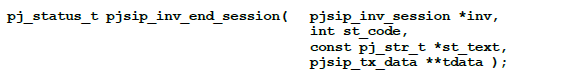 pj_status_t pjsip_inv_end_session( pjsip_inv_session *inv,
int st_code,
const pj_str_t *st_text,
pjsip_tx_data **tdata );